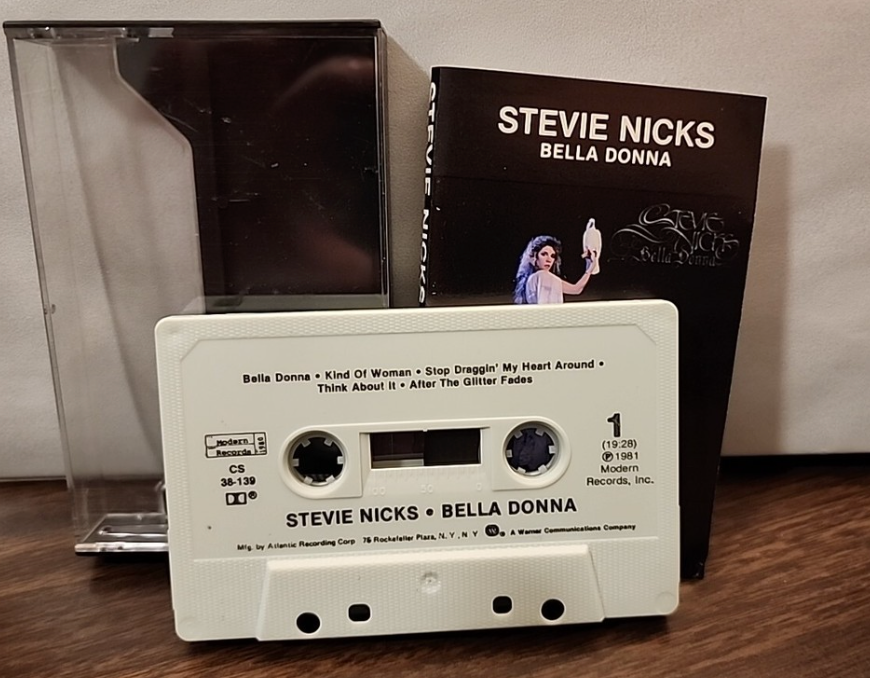 STEVIE NICKS
BELLA DONNA
STEVIE NICKS
Stevie
Nicks
Bella Donna
Bella Donna • Kind Of Woman • Stop Draggin' My Heart Around •
Think About It • After The Glitter Fades
Modern
Records
1980
CS
38-139
1
(19:28)
℗ 1981
Modern
Records, Inc.
STEVIE NICKS • BELLA DONNA
Mfg. by Atlantic Recording Corp 75 Rockefeller Plaza, N.Y., N.Y. A Warner Communications Company